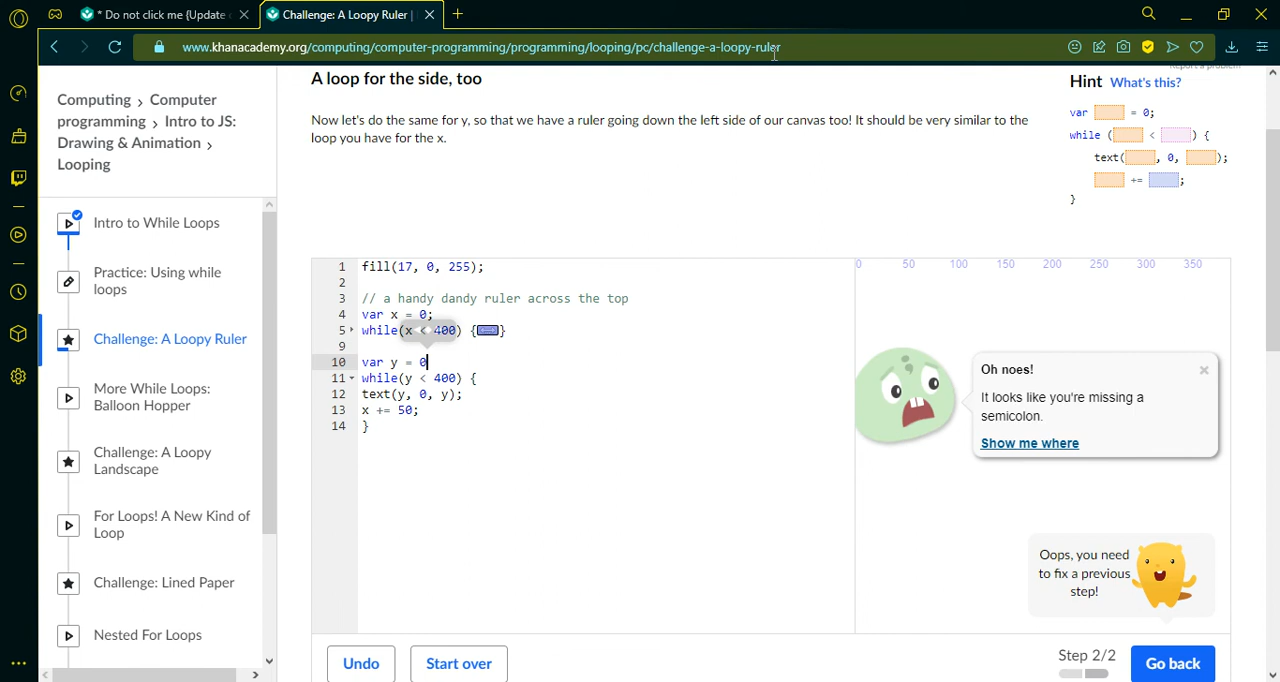 * Do not click me {Update
Challenge: A Loopy Ruler |
www.khanacademy.org/computing/computer-programming/programming/looping/pc/challenge-a-loopy-ruler
Computing › Computer
programming › Intro to JS:
Drawing & Animation ›
Looping
Intro to While Loops
Practice: Using while
loops
Challenge: A Loopy Ruler
More While Loops:
Balloon Hopper
Challenge: A Loopy
Landscape
For Loops! A New Kind of
Loop
Challenge: Lined Paper
Nested For Loops
A loop for the side, too
Now let's do the same for y, so that we have a ruler going down the left side of our canvas too! It should be very similar to the
loop you have for the x.
Report a problem
Hint What's this?
var = 0;
while ( < ) {
text( , 0, );
+= ;
}
1 fill(17, 0, 255);
2
3 // a handy dandy ruler across the top
4 var x = 0;
5 while(x < 400) {}
9
10 var y = 0
11 while(y < 400) {
12 text(y, 0, y);
13 x += 50;
14 }
0 50 100 150 200 250 300 350
Oh noes!
It looks like you're missing a
semicolon.
Show me where
Oops, you need
to fix a previous
step!
Undo
Start over
Step 2/2
Go back